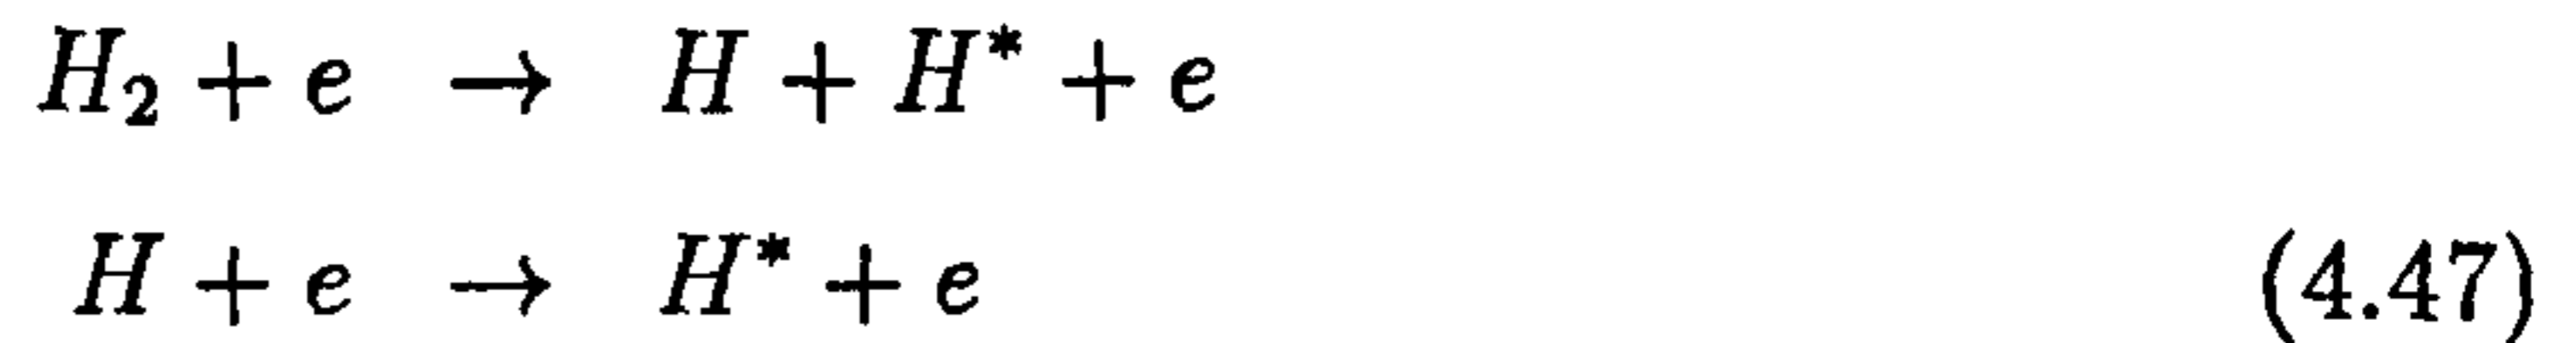 H₂ + e → H + H* + e
H + e → H* + e (4.47)